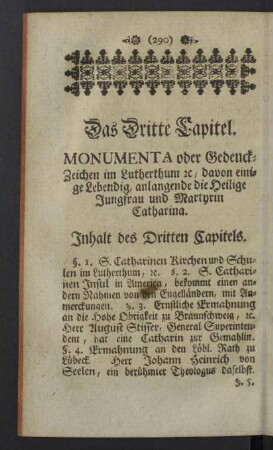 (290)
Das Dritte Capitel.
MONUMENTA oder Gedenck-
Zeichen im Lutherthum ꝛc/ davon eini-
ge Lebendig, anlangende die Heilige
Jungfrau und Martyrin
Catharina.
Inhalt des Dritten Capitels.
§. 1. S. Catharinen Kirchen und Schu-
len im Lutherthum, ꝛc. §. 2. S. Cathari-
nen Insul in America, bekommt einen an-
dern Nahmen von den Engelländern, mit An-
merckungen. §. 3. Ernstliche Ermahnung
an die Hohe Obrigkeit zu Braunschweig, ꝛc.
Herr August Stisser, General Superinten-
dent, hat eine Catharin zur Gemahlin.
§. 4. Ermahnung an den Löbl. Rath zu
Lübeck. Herr Johann Heinrich von
Seelen, ein berühmter Theologus daselbst.
§. 5.